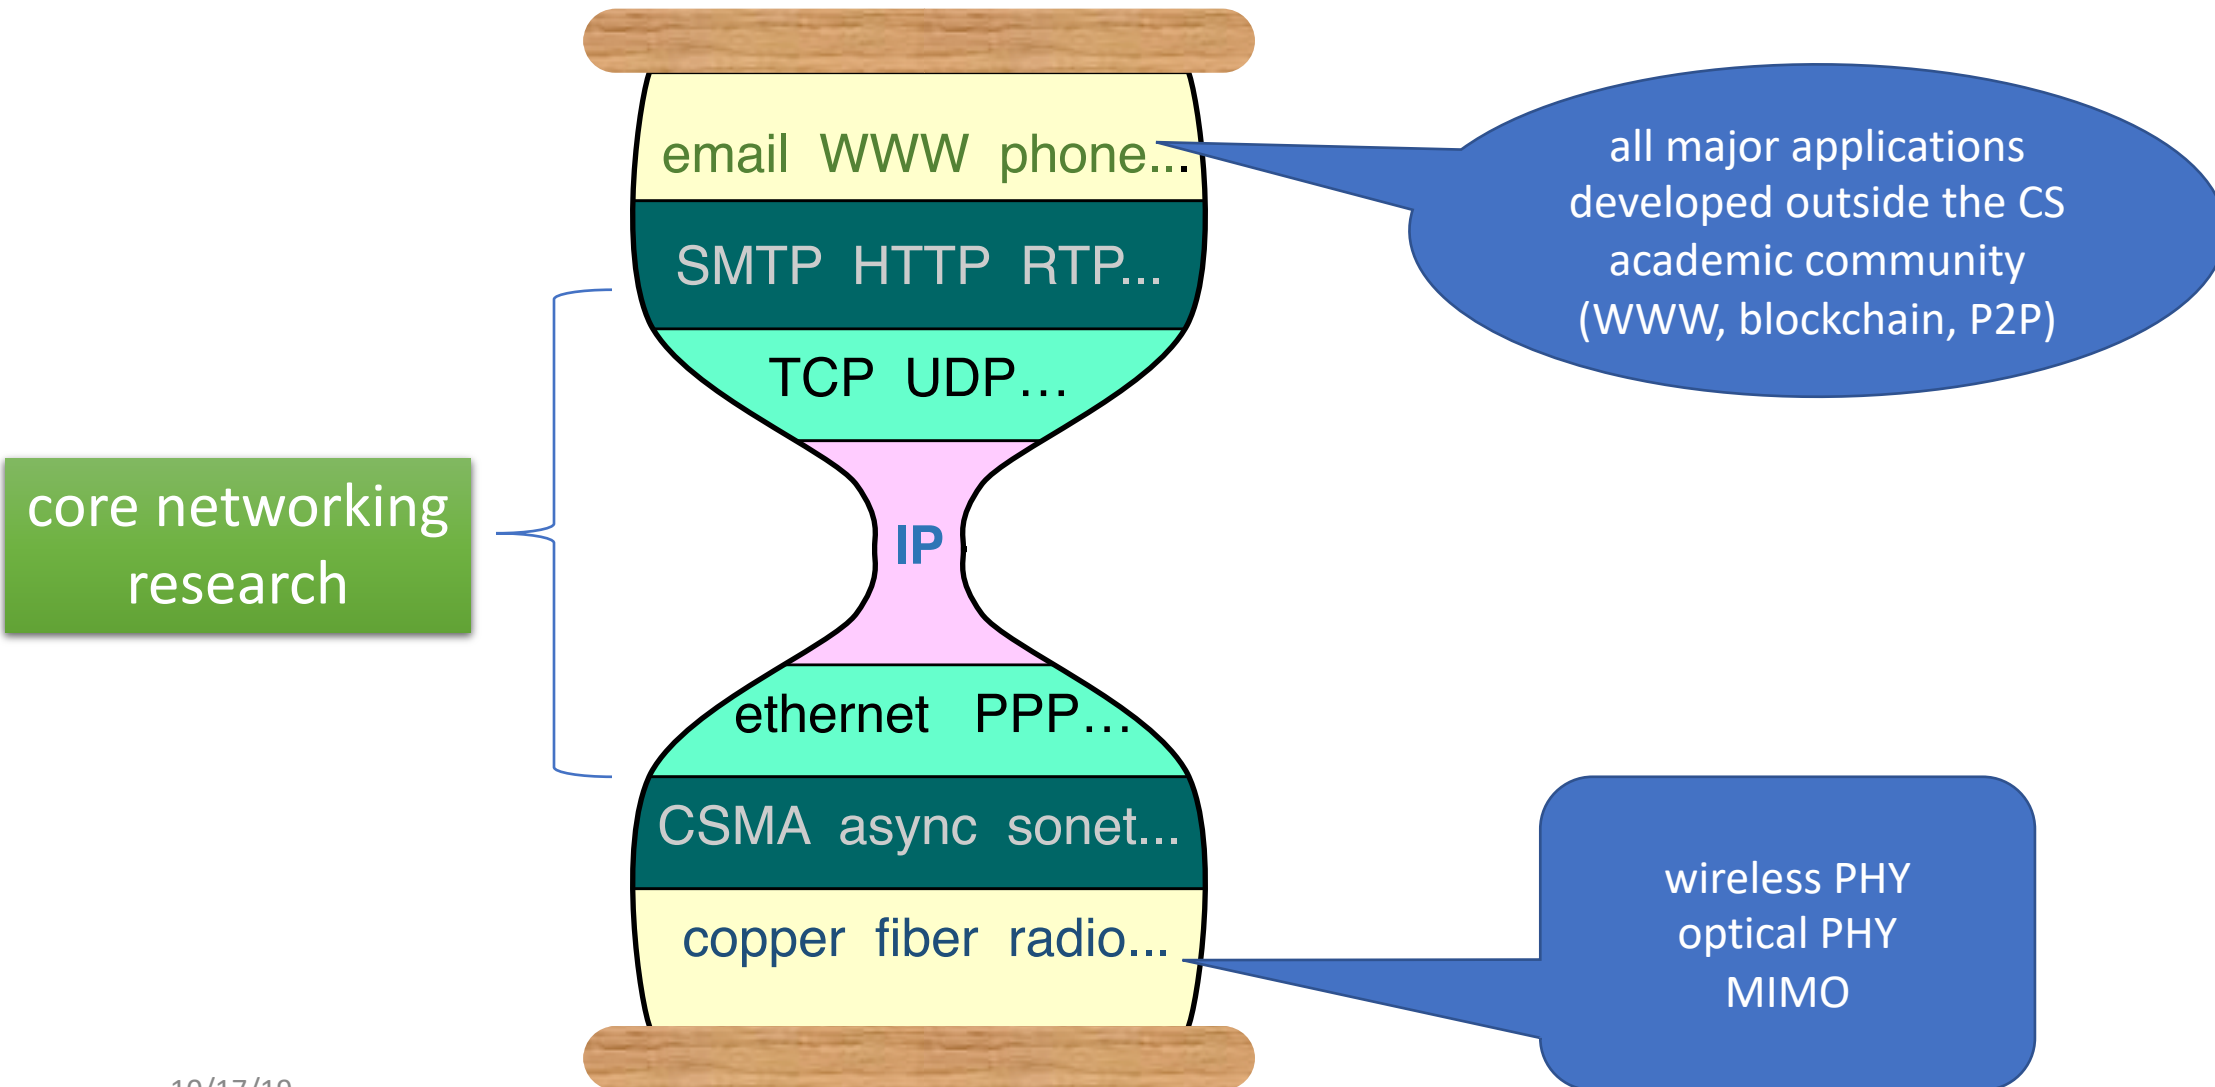 email WWW phone...
SMTP HTTP RTP...
TCP UDP...
IP
ethernet PPP...
CSMA async sonet...
copper fiber radio...
core networking
research
all major applications
developed outside the CS
academic community
(WWW, blockchain, P2P)
wireless PHY
optical PHY
MIMO